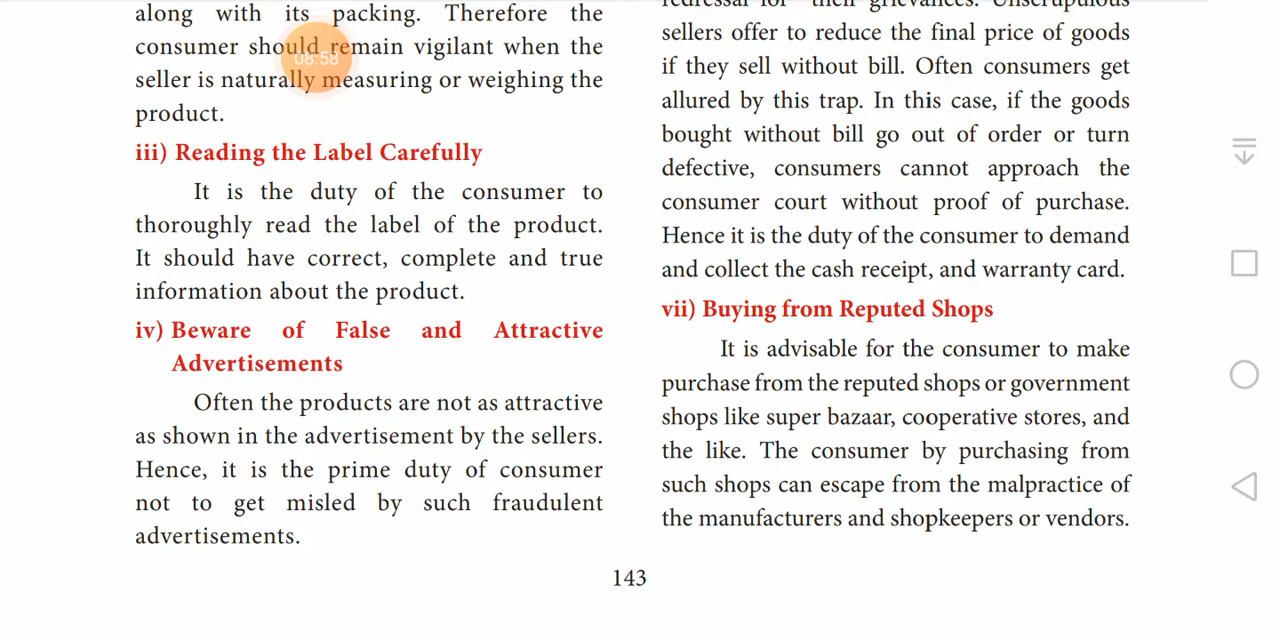 along with its packing. Therefore the
consumer should remain vigilant when the
seller is naturally measuring or weighing the
product.
iii) Reading the Label Carefully
It is the duty of the consumer to
thoroughly read the label of the product.
It should have correct, complete and true
information about the product.
iv) Beware of False and Attractive
Advertisements
Often the products are not as attractive
as shown in the advertisement by the sellers.
Hence, it is the prime duty of consumer
not to get misled by such fraudulent
advertisements.
redressal for their grievances. Unscrupulous
sellers offer to reduce the final price of goods
if they sell without bill. Often consumers get
allured by this trap. In this case, if the goods
bought without bill go out of order or turn
defective, consumers cannot approach the
consumer court without proof of purchase.
Hence it is the duty of the consumer to demand
and collect the cash receipt, and warranty card.
vii) Buying from Reputed Shops
It is advisable for the consumer to make
purchase from the reputed shops or government
shops like super bazaar, cooperative stores, and
the like. The consumer by purchasing from
such shops can escape from the malpractice of
the manufacturers and shopkeepers or vendors.
143
08:58